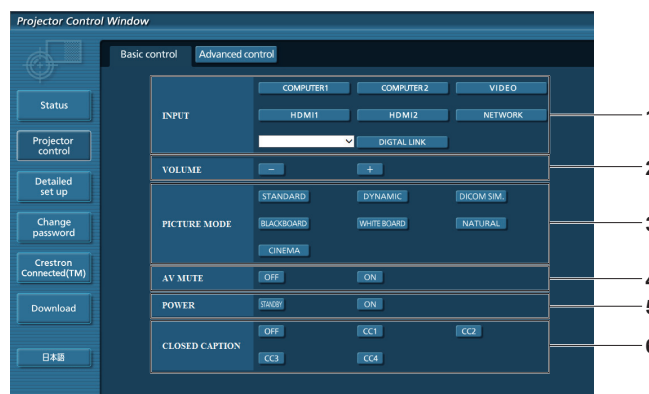 Projector Control Window
Basic control Advanced control
Status
Projector control
Detailed set up
Change password
Crestron Connected(TM)
Download
日本語
INPUT
COMPUTER1 COMPUTER2 VIDEO
HDMI1 HDMI2 NETWORK
DIGTAL LINK
1
VOLUME
- +
2
PICTURE MODE
STANDARD DYNAMIC DICOM SIM.
BLACKBOARD WHITE BOARD NATURAL
CINEMA
3
AV MUTE
OFF ON
4
POWER
STANDBY ON
5
CLOSED CAPTION
OFF CC1 CC2
CC3 CC4
6